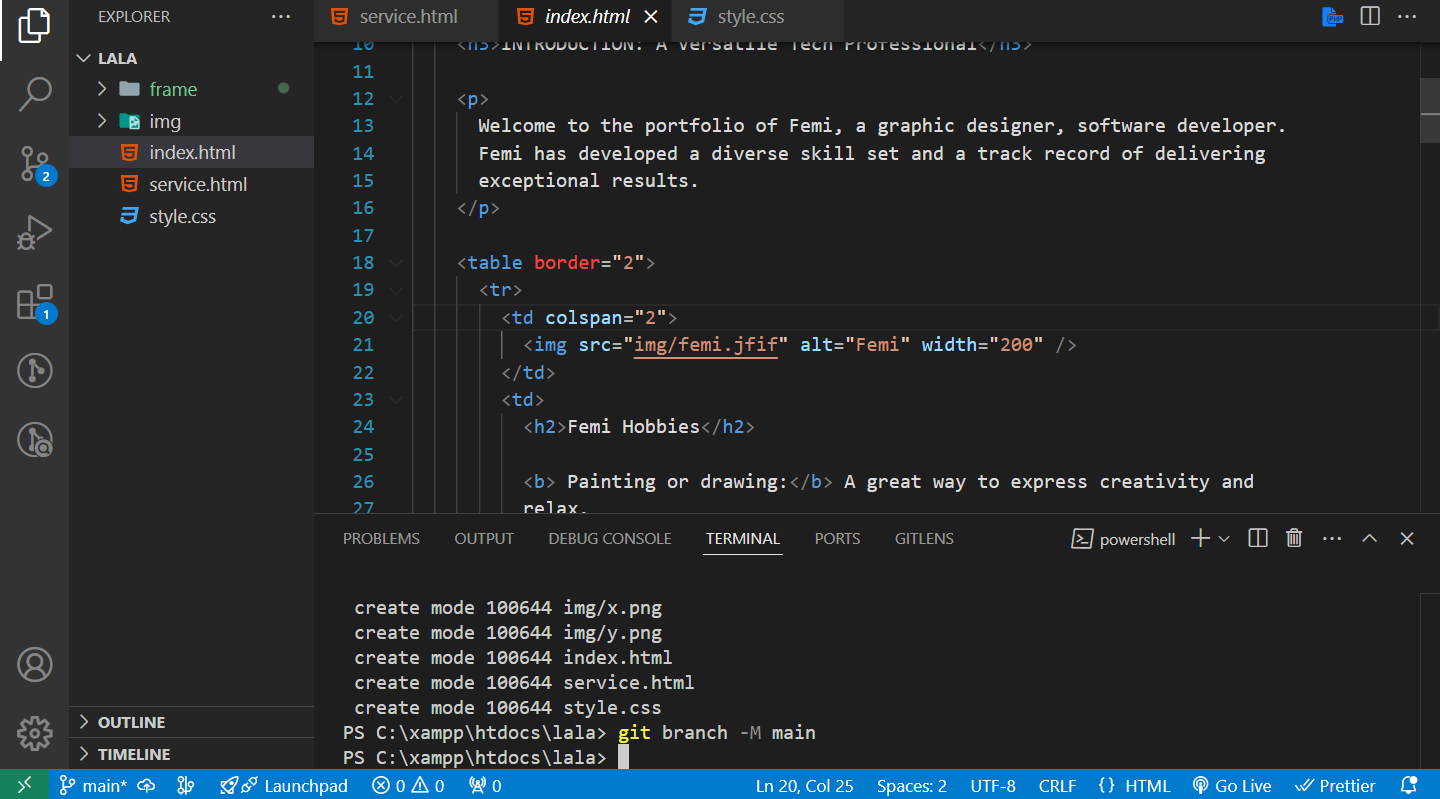 EXPLORER
LALA
frame
img
index.html
service.html
style.css
OUTLINE
TIMELINE
2
1
service.html
index.html
style.css
PHP
10 <h3>INTRODUCTION: A Versatile Tech Professional</h3>
11
12 <p>
13 Welcome to the portfolio of Femi, a graphic designer, software developer.
14 Femi has developed a diverse skill set and a track record of delivering
15 exceptional results.
16 </p>
17
18 <table border="2">
19 <tr>
20 <td colspan="2">
21 <img src="img/femi.jfif" alt="Femi" width="200" />
22 </td>
23 <td>
24 <h2>Femi Hobbies</h2>
25
26 <b> Painting or drawing:</b> A great way to express creativity and
27 relax.
PROBLEMS OUTPUT DEBUG CONSOLE TERMINAL PORTS GITLENS powershell
create mode 100644 img/x.png
create mode 100644 img/y.png
create mode 100644 index.html
create mode 100644 service.html
create mode 100644 style.css
PS C:\xampp\htdocs\lala> git branch -M main
PS C:\xampp\htdocs\lala>
main* Launchpad 0 0 0 Ln 20, Col 25 Spaces: 2 UTF-8 CRLF {} HTML Go Live Prettier